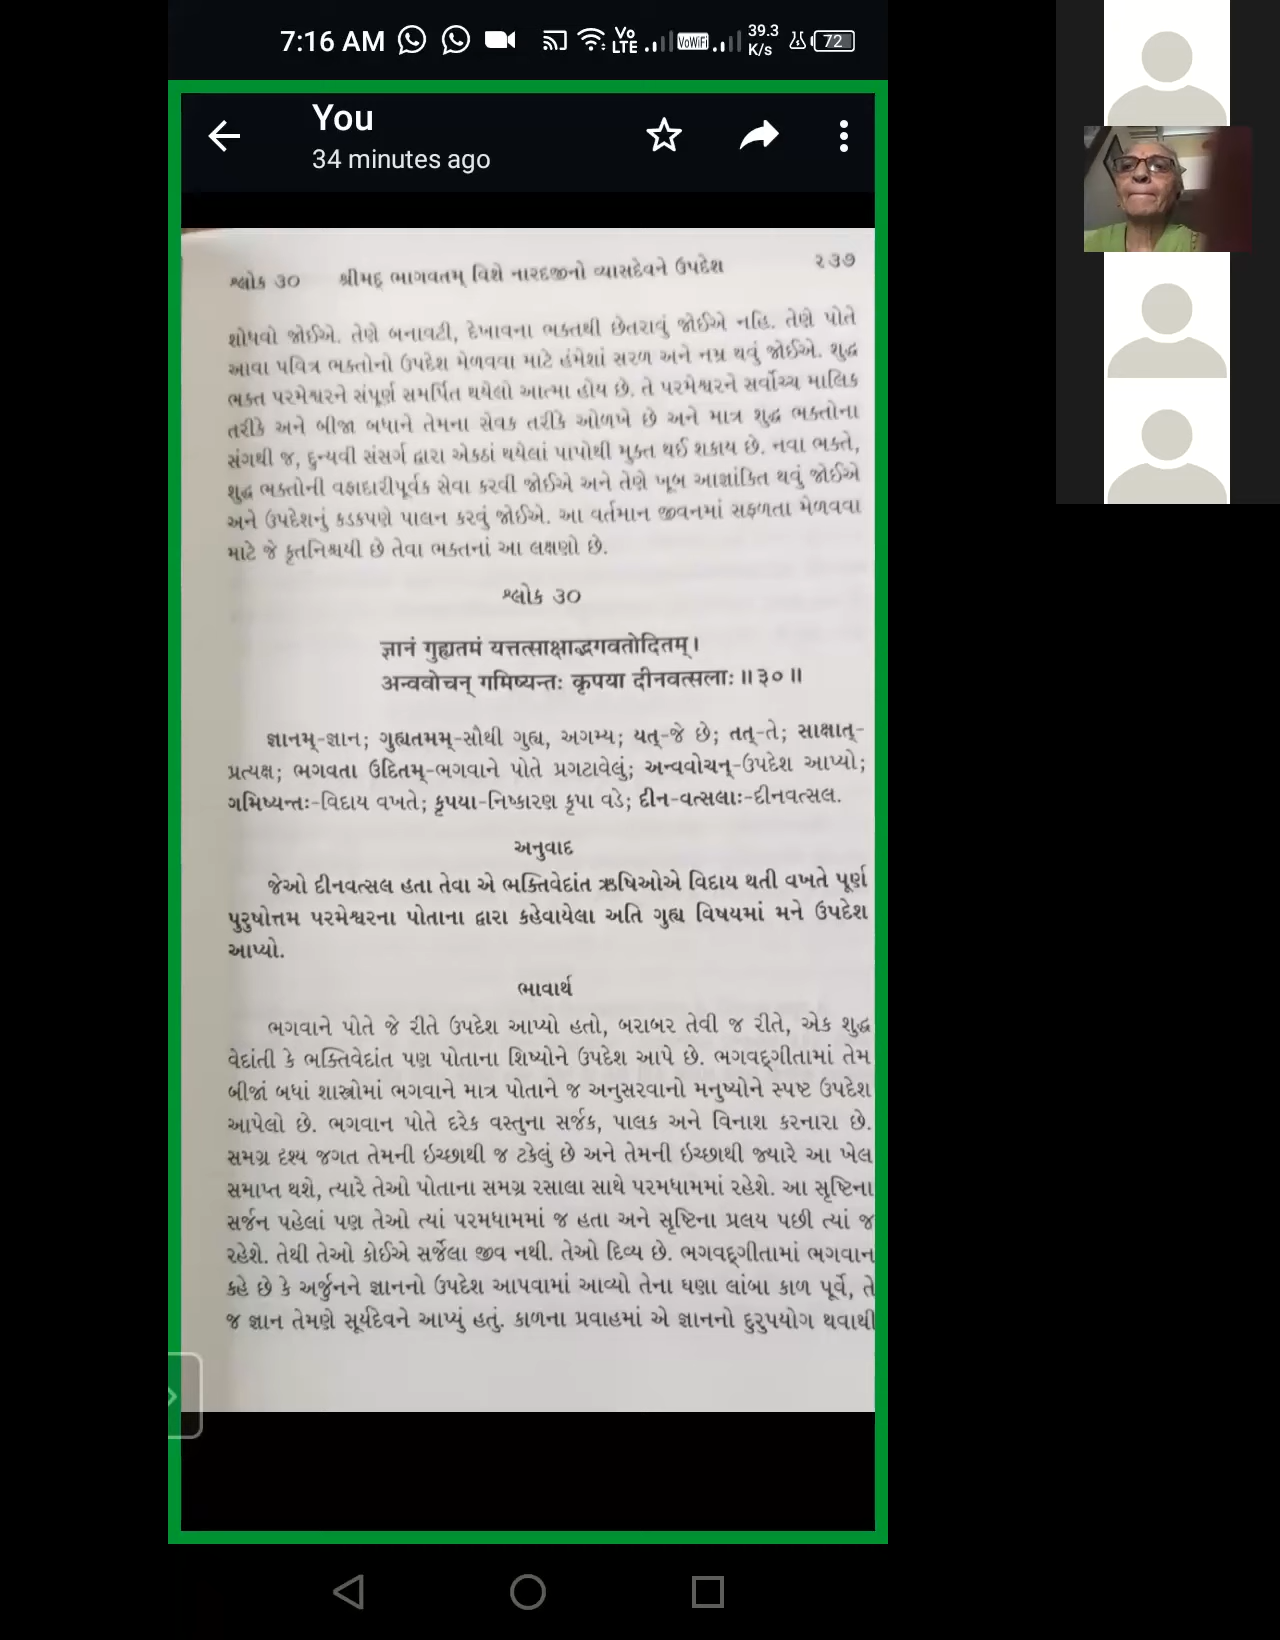 7:16 AM Vo LTE VoWiFi 39.3 K/s 72
You
34 minutes ago
શ્લોક ૩૦ શ્રીમદ્ ભાગવતમ્ વિશે નારદજીનો વ્યાસદેવને ઉપદેશ ૨૩૭
શોધવો જોઈએ. તેણે બનાવટી, દેખાવના ભક્તથી છેતરાવું જોઈએ નહિ. તેણે પોતે
આવા પવિત્ર ભક્તોનો ઉપદેશ મેળવવા માટે હંમેશાં સરળ અને નમ્ર થવું જોઈએ. શુદ્ધ
ભક્ત પરમેશ્વરને સંપૂર્ણ સમર્પિત થયેલો આત્મા હોય છે. તે પરમેશ્વરને સર્વોચ્ચ માલિક
તરીકે અને બીજા બધાને તેમના સેવક તરીકે ઓળખે છે અને માત્ર શુદ્ધ ભક્તોના
સંગથી જ, દુન્યવી સંસર્ગ દ્વારા એકઠાં થયેલાં પાપોથી મુક્ત થઈ શકાય છે. નવા ભક્તે,
શુદ્ધ ભક્તોની વફાદારીપૂર્વક સેવા કરવી જોઈએ અને તેણે ખૂબ આજ્ઞાંકિત થવું જોઈએ
અને ઉપદેશનું કડકપણે પાલન કરવું જોઈએ. આ વર્તમાન જીવનમાં સફળતા મેળવવા
માટે જે કૃતનિશ્ચયી છે તેવા ભક્તનાં આ લક્ષણો છે.
શ્લોક ૩૦
ज्ञानं गुह्यतमं यत्तत्साक्षाद्भगवतोदितम् ।
अन्ववोचन् गमिष्यन्तः कृपया दीनवत्सलाः ॥ ३० ॥
જ્ઞાનમ્-જ્ઞાન; ગુહ્યતમમ્-સૌથી ગુહ્ય, અગમ્ય; યત્-જે છે; તત્-તે; સાક્ષાત્-
પ્રત્યક્ષ; ભગવતા ઉદિતમ્-ભગવાને પોતે પ્રગટાવેલું; અન્વવોચન્-ઉપદેશ આપ્યો;
ગમિષ્યન્તઃ-વિદાય વખતે; કૃપયા-નિષ્કારણ કૃપા વડે; દીન-વત્સલાઃ-દીનવત્સલ.
અનુવાદ
જેઓ દીનવત્સલ હતા તેવા એ ભક્તિવેદાંત ઋષિઓએ વિદાય થતી વખતે પૂર્ણ
પુરુષોત્તમ પરમેશ્વરના પોતાના દ્વારા કહેવાયેલા અતિ ગુહ્ય વિષયમાં મને ઉપદેશ
આપ્યો.
ભાવાર્થ
ભગવાને પોતે જે રીતે ઉપદેશ આપ્યો હતો, બરાબર તેવી જ રીતે, એક શુદ્ધ
વેદાંતી કે ભક્તિવેદાંત પણ પોતાના શિષ્યોને ઉપદેશ આપે છે. ભગવદ્ગીતામાં તેમ
બીજાં બધાં શાસ્ત્રોમાં ભગવાને માત્ર પોતાને જ અનુસરવાનો મનુષ્યોને સ્પષ્ટ ઉપદેશ
આપેલો છે. ભગવાન પોતે દરેક વસ્તુના સર્જક, પાલક અને વિનાશ કરનારા છે.
સમગ્ર દૃશ્ય જગત તેમની ઇચ્છાથી જ ટકેલું છે અને તેમની ઇચ્છાથી જ્યારે આ ખેલ
સમાપ્ત થશે, ત્યારે તેઓ પોતાના સમગ્ર રસાલા સાથે પરમધામમાં રહેશે. આ સૃષ્ટિના
સર્જન પહેલાં પણ તેઓ ત્યાં પરમધામમાં જ હતા અને સૃષ્ટિના પ્રલય પછી ત્યાં જ
રહેશે. તેથી તેઓ કોઈએ સર્જેલા જીવ નથી. તેઓ દિવ્ય છે. ભગવદ્ગીતામાં ભગવાન
કહે છે કે અર્જુનને જ્ઞાનનો ઉપદેશ આપવામાં આવ્યો તેના ઘણા લાંબા કાળ પૂર્વે, તે
જ જ્ઞાન તેમણે સૂર્યદેવને આપ્યું હતું. કાળના પ્રવાહમાં એ જ્ઞાનનો દુરુપયોગ થવાથી